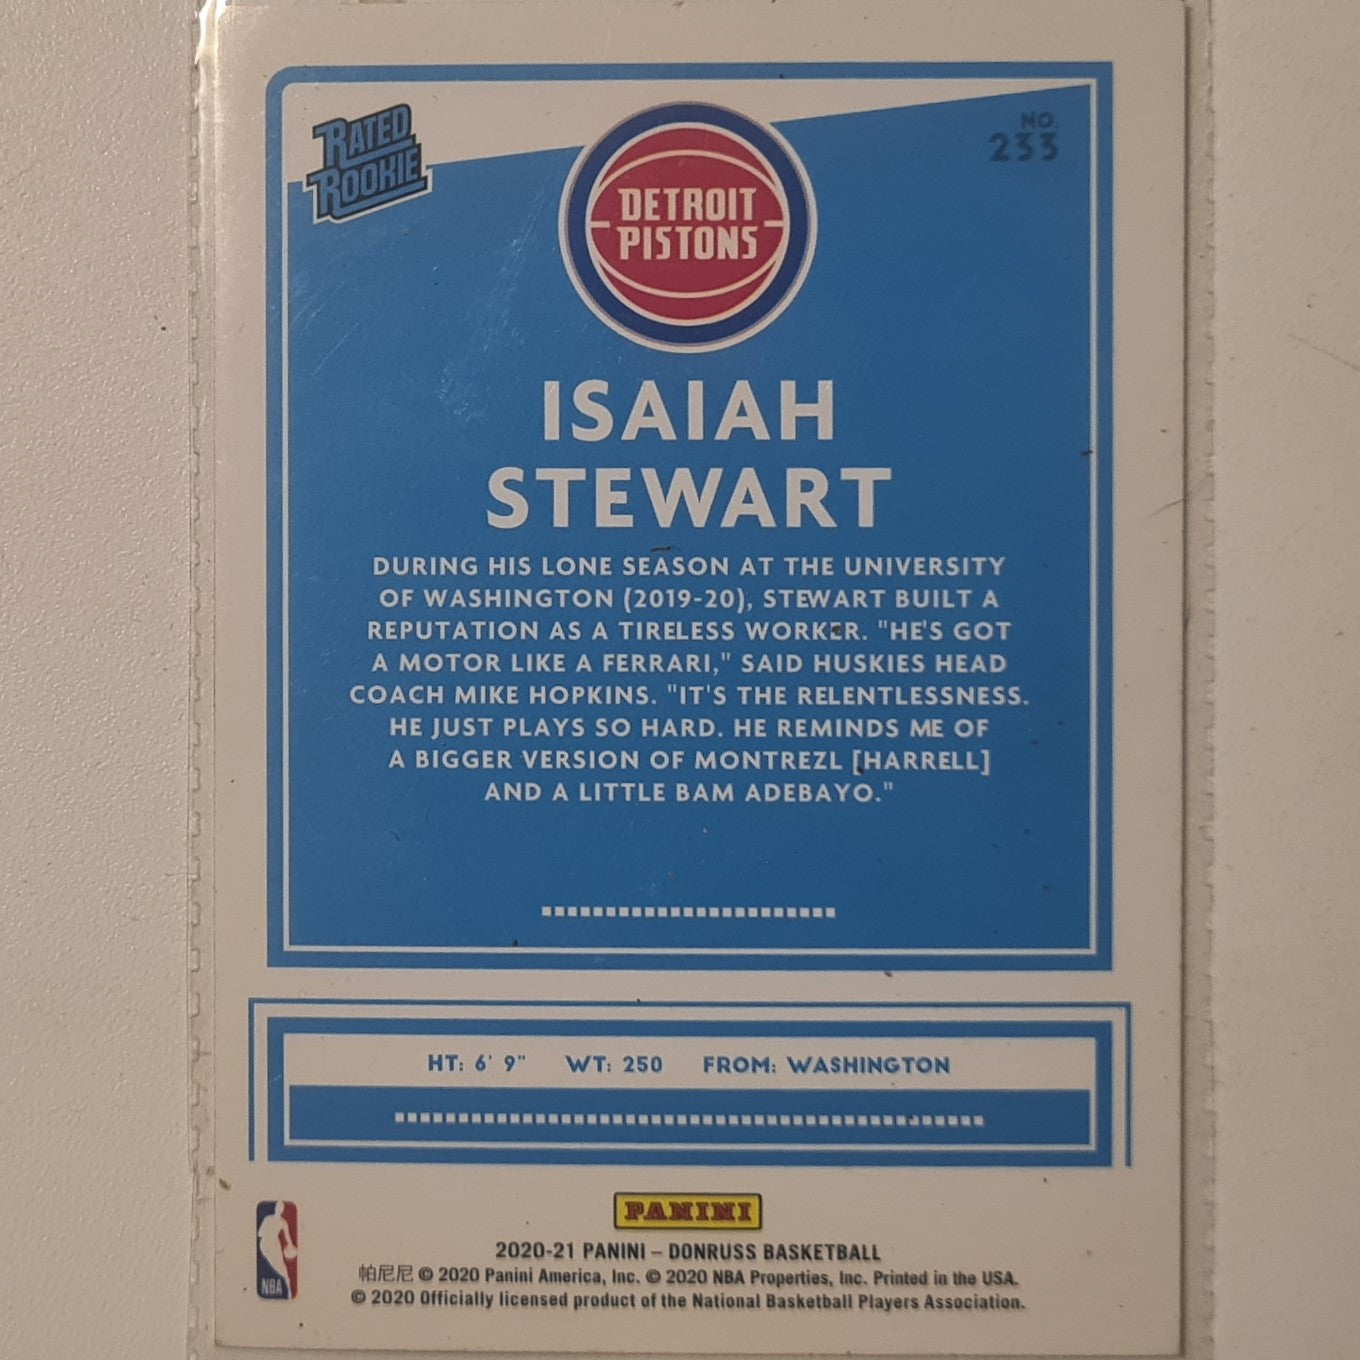 RATED
ROOKIE
NO.
233
DETROIT
PISTONS
ISAIAH
STEWART
DURING HIS LONE SEASON AT THE UNIVERSITY
OF WASHINGTON (2019-20), STEWART BUILT A
REPUTATION AS A TIRELESS WORKER. "HE'S GOT
A MOTOR LIKE A FERRARI," SAID HUSKIES HEAD
COACH MIKE HOPKINS. "IT'S THE RELENTLESSNESS.
HE JUST PLAYS SO HARD. HE REMINDS ME OF
A BIGGER VERSION OF MONTREZL [HARRELL]
AND A LITTLE BAM ADEBAYO."
HT: 6' 9" WT: 250 FROM: WASHINGTON
PANINI
NBA
2020-21 PANINI – DONRUSS BASKETBALL
帕尼尼 © 2020 Panini America, Inc. © 2020 NBA Properties, Inc. Printed in the USA.
© 2020 Officially licensed product of the National Basketball Players Association.